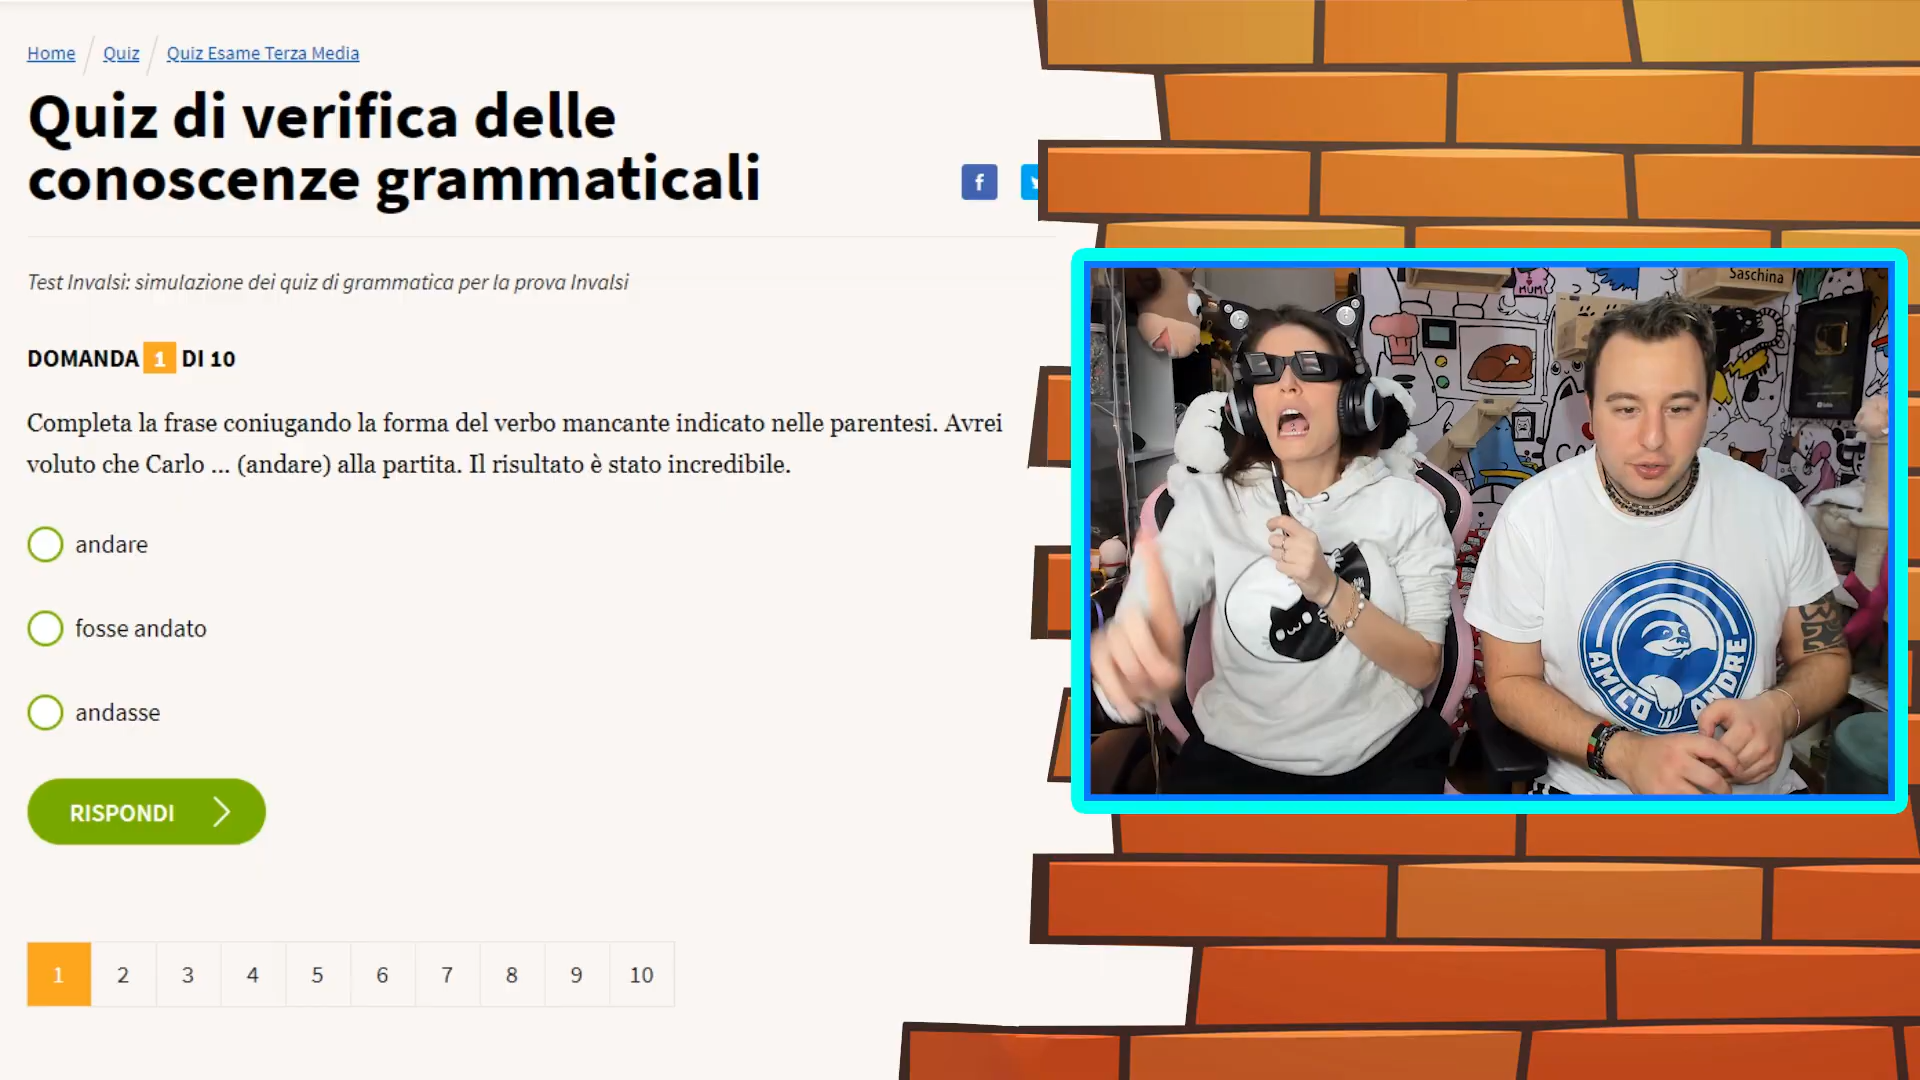 Home
Quiz
Quiz Esame Terza Media
Quiz di verifica delle
conoscenze grammaticali
f
Test Invalsi: simulazione dei quiz di grammatica per la prova Invalsi
DOMANDA 1 DI 10
Completa la frase coniugando la forma del verbo mancante indicato nelle parentesi. Avrei
voluto che Carlo ... (andare) alla partita. Il risultato è stato incredibile.
andare
fosse andato
andasse
RISPONDI
1 2 3 4 5 6 7 8 9 10
Saschina
MUM
AMICO ANDRE